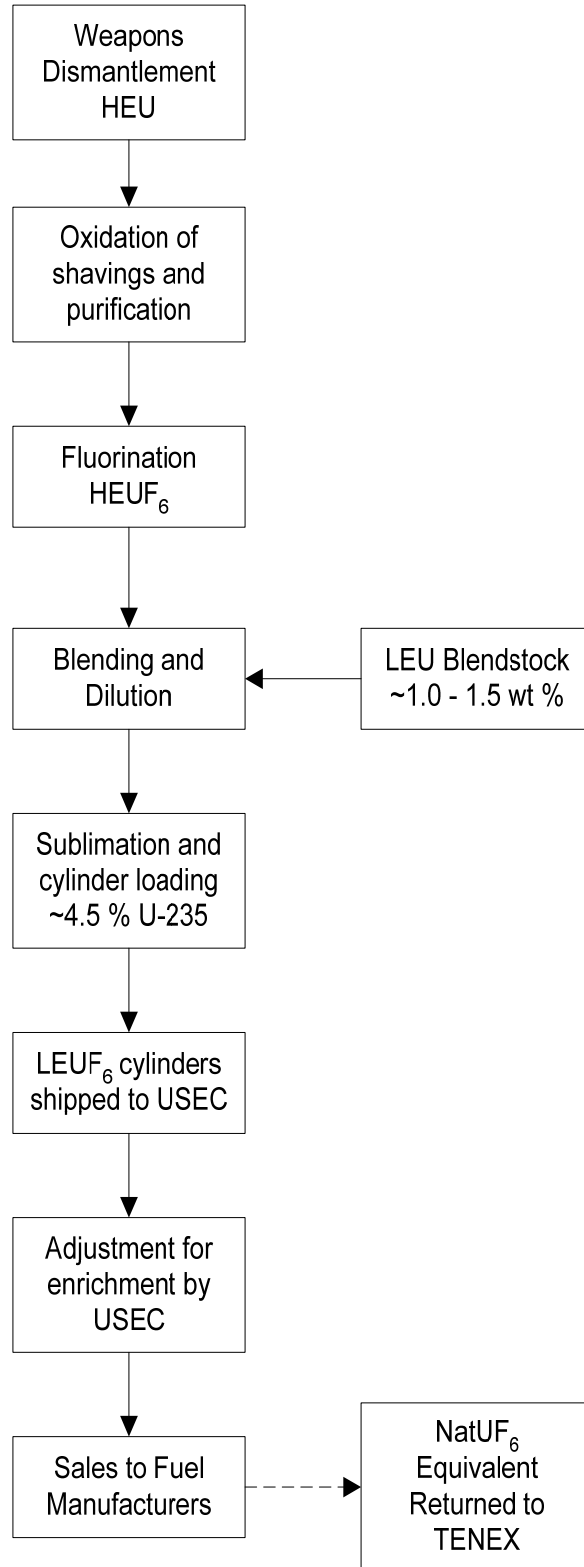 Weapons
Dismantlement
HEU
Oxidation of
shavings and
purification
Fluorination
HEUF₆
Blending and
Dilution
LEU Blendstock
~1.0 - 1.5 wt %
Sublimation and
cylinder loading
~4.5 % U-235
LEUF₆ cylinders
shipped to USEC
Adjustment for
enrichment by
USEC
Sales to Fuel
Manufacturers
NatUF₆
Equivalent
Returned to
TENEX